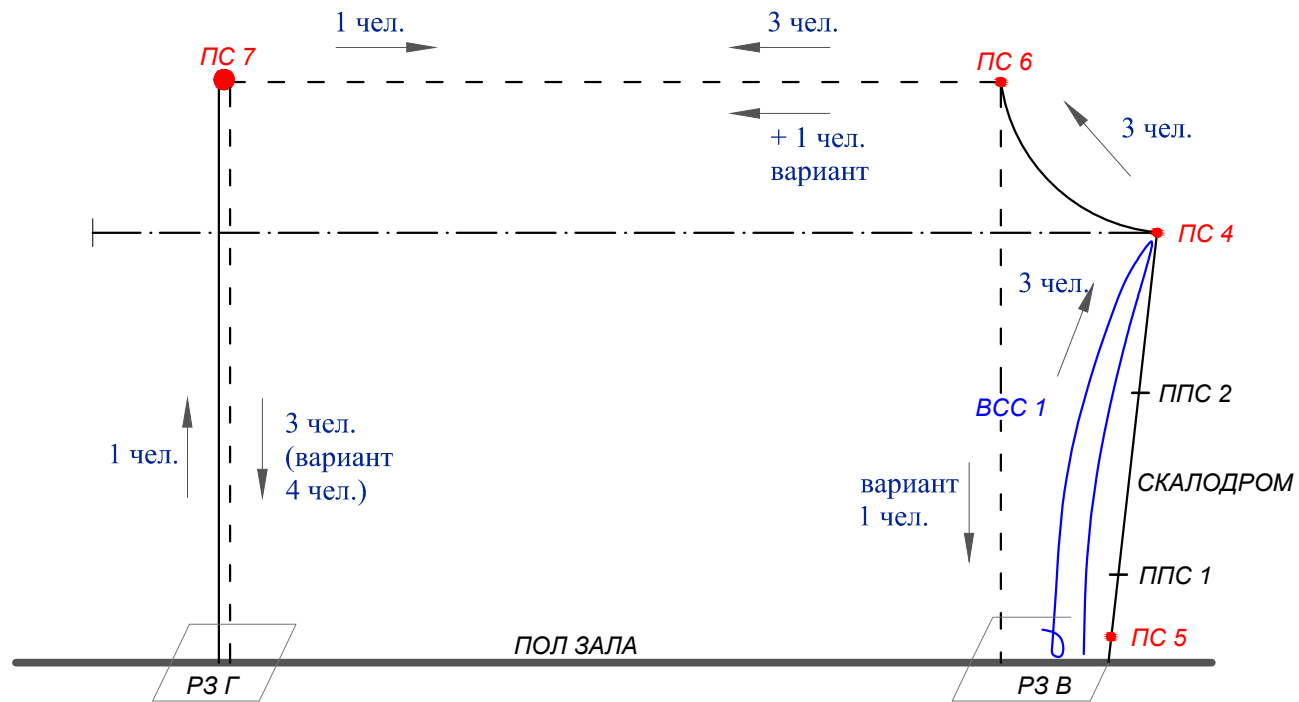 1 чел.
3 чел.
ПС 7
ПС 6
+ 1 чел.
вариант
3 чел.
ПС 4
3 чел.
ППС 2
ВСС 1
3 чел.
(вариант
4 чел.)
1 чел.
вариант
1 чел.
СКАЛОДРОМ
ППС 1
ПС 5
ПОЛ ЗАЛА
РЗ Г
РЗ В